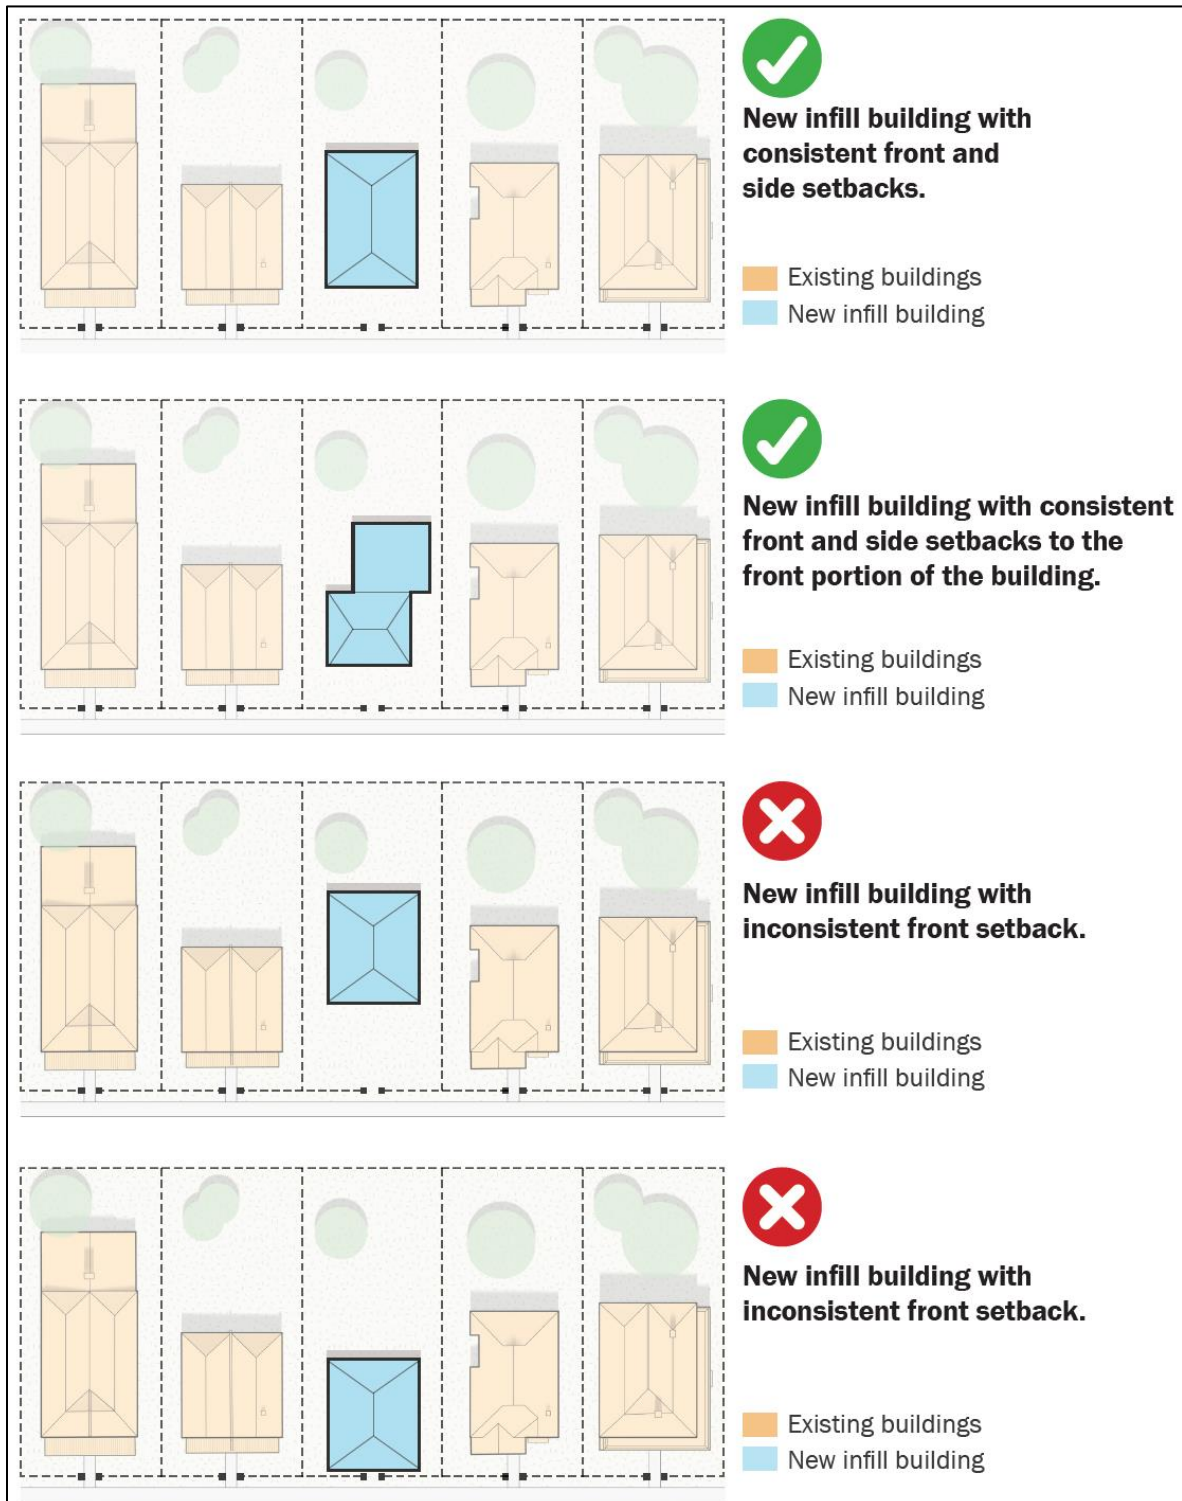 New infill building with
consistent front and
side setbacks.
Existing buildings
New infill building
New infill building with consistent
front and side setbacks to the
front portion of the building.
Existing buildings
New infill building
New infill building with
inconsistent front setback.
Existing buildings
New infill building
New infill building with
inconsistent front setback.
Existing buildings
New infill building